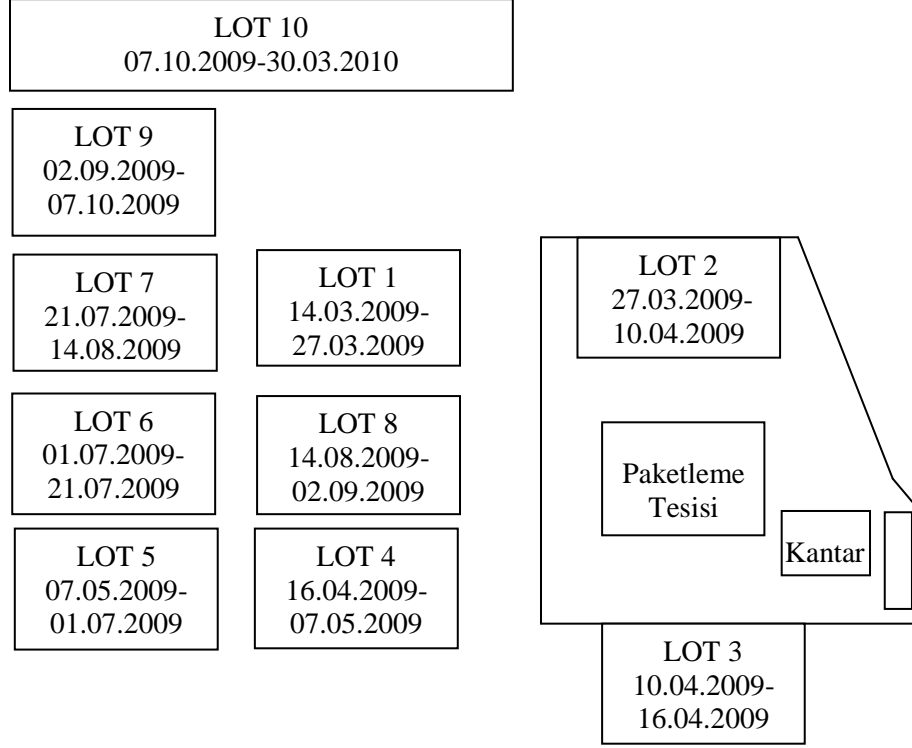 LOT 10
07.10.2009-30.03.2010
LOT 9
02.09.2009-
07.10.2009
LOT 7
21.07.2009-
14.08.2009
LOT 1
14.03.2009-
27.03.2009
LOT 2
27.03.2009-
10.04.2009
LOT 6
01.07.2009-
21.07.2009
LOT 8
14.08.2009-
02.09.2009
Paketleme
Tesisi
Kantar
LOT 5
07.05.2009-
01.07.2009
LOT 4
16.04.2009-
07.05.2009
LOT 3
10.04.2009-
16.04.2009